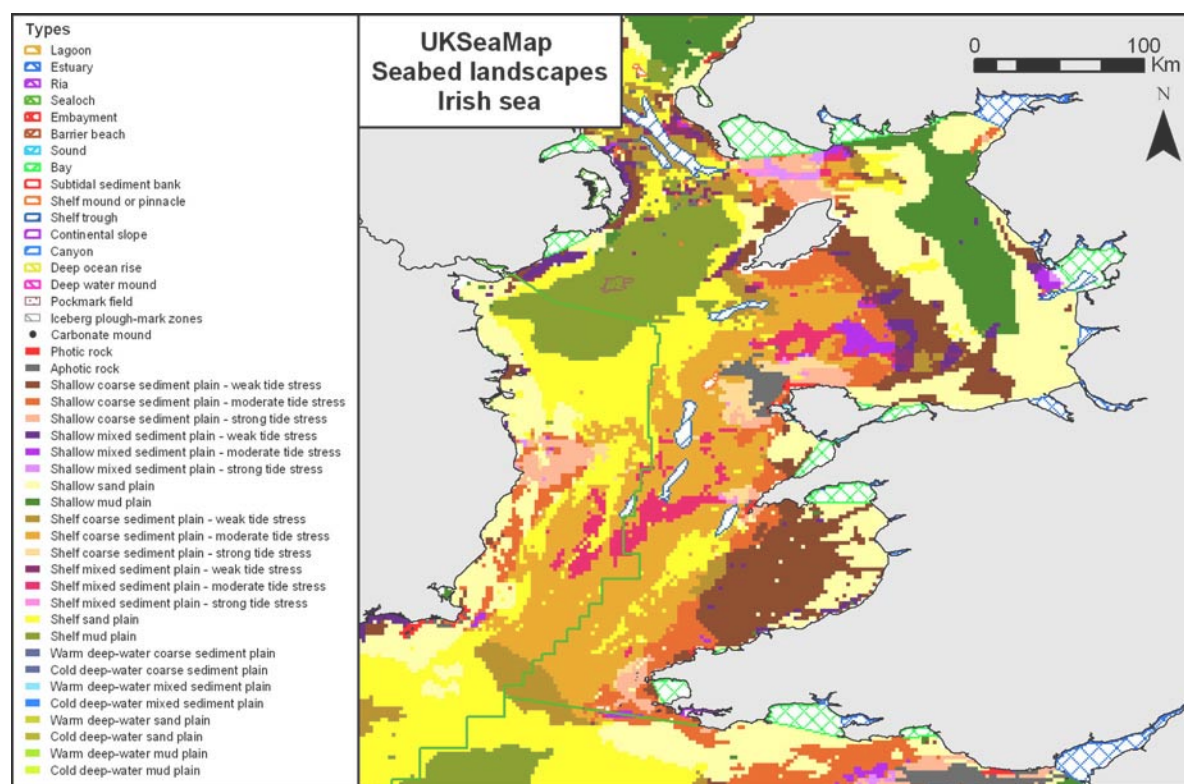 Types
Lagoon
Estuary
Ria
Sealoch
Embayment
Barrier beach
Sound
Bay
Subtidal sediment bank
Shelf mound or pinnacle
Shelf trough
Continental slope
Canyon
Deep ocean rise
Deep water mound
Pockmark field
Iceberg plough-mark zones
Carbonate mound
Photic rock
Aphotic rock
Shallow coarse sediment plain - weak tide stress
Shallow coarse sediment plain - moderate tide stress
Shallow coarse sediment plain - strong tide stress
Shallow mixed sediment plain - weak tide stress
Shallow mixed sediment plain - moderate tide stress
Shallow mixed sediment plain - strong tide stress
Shallow sand plain
Shallow mud plain
Shelf coarse sediment plain - weak tide stress
Shelf coarse sediment plain - moderate tide stress
Shelf coarse sediment plain - strong tide stress
Shelf mixed sediment plain - weak tide stress
Shelf mixed sediment plain - moderate tide stress
Shelf mixed sediment plain - strong tide stress
Shelf sand plain
Shelf mud plain
Warm deep-water coarse sediment plain
Cold deep-water coarse sediment plain
Warm deep-water mixed sediment plain
Cold deep-water mixed sediment plain
Warm deep-water sand plain
Cold deep-water sand plain
Warm deep-water mud plain
Cold deep-water mud plain
UKSeaMap
Seabed landscapes
Irish sea
0 100
Km
N